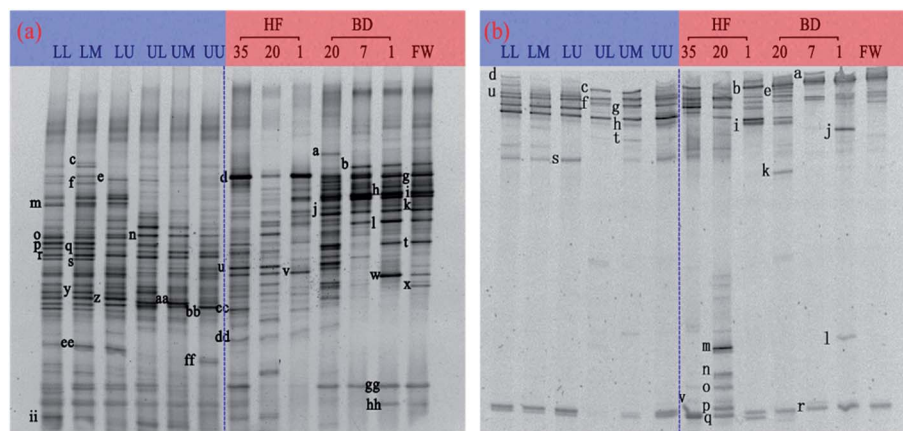 (a) HF BD
LL LM LU UL UM UU 35 20 1 20 7 1 FW
a
c b
f e d g
h i
m j k
l
n
o
p q t
r s
u v w
x
y z aa bb cc
dd
ee
ff
gg
hh
ii
(b) HF BD
LL LM LU UL UM UU 35 20 1 20 7 1 FW
d a
u c b e
f g
h i j
t
s k
l
m
n
o
v p r
q